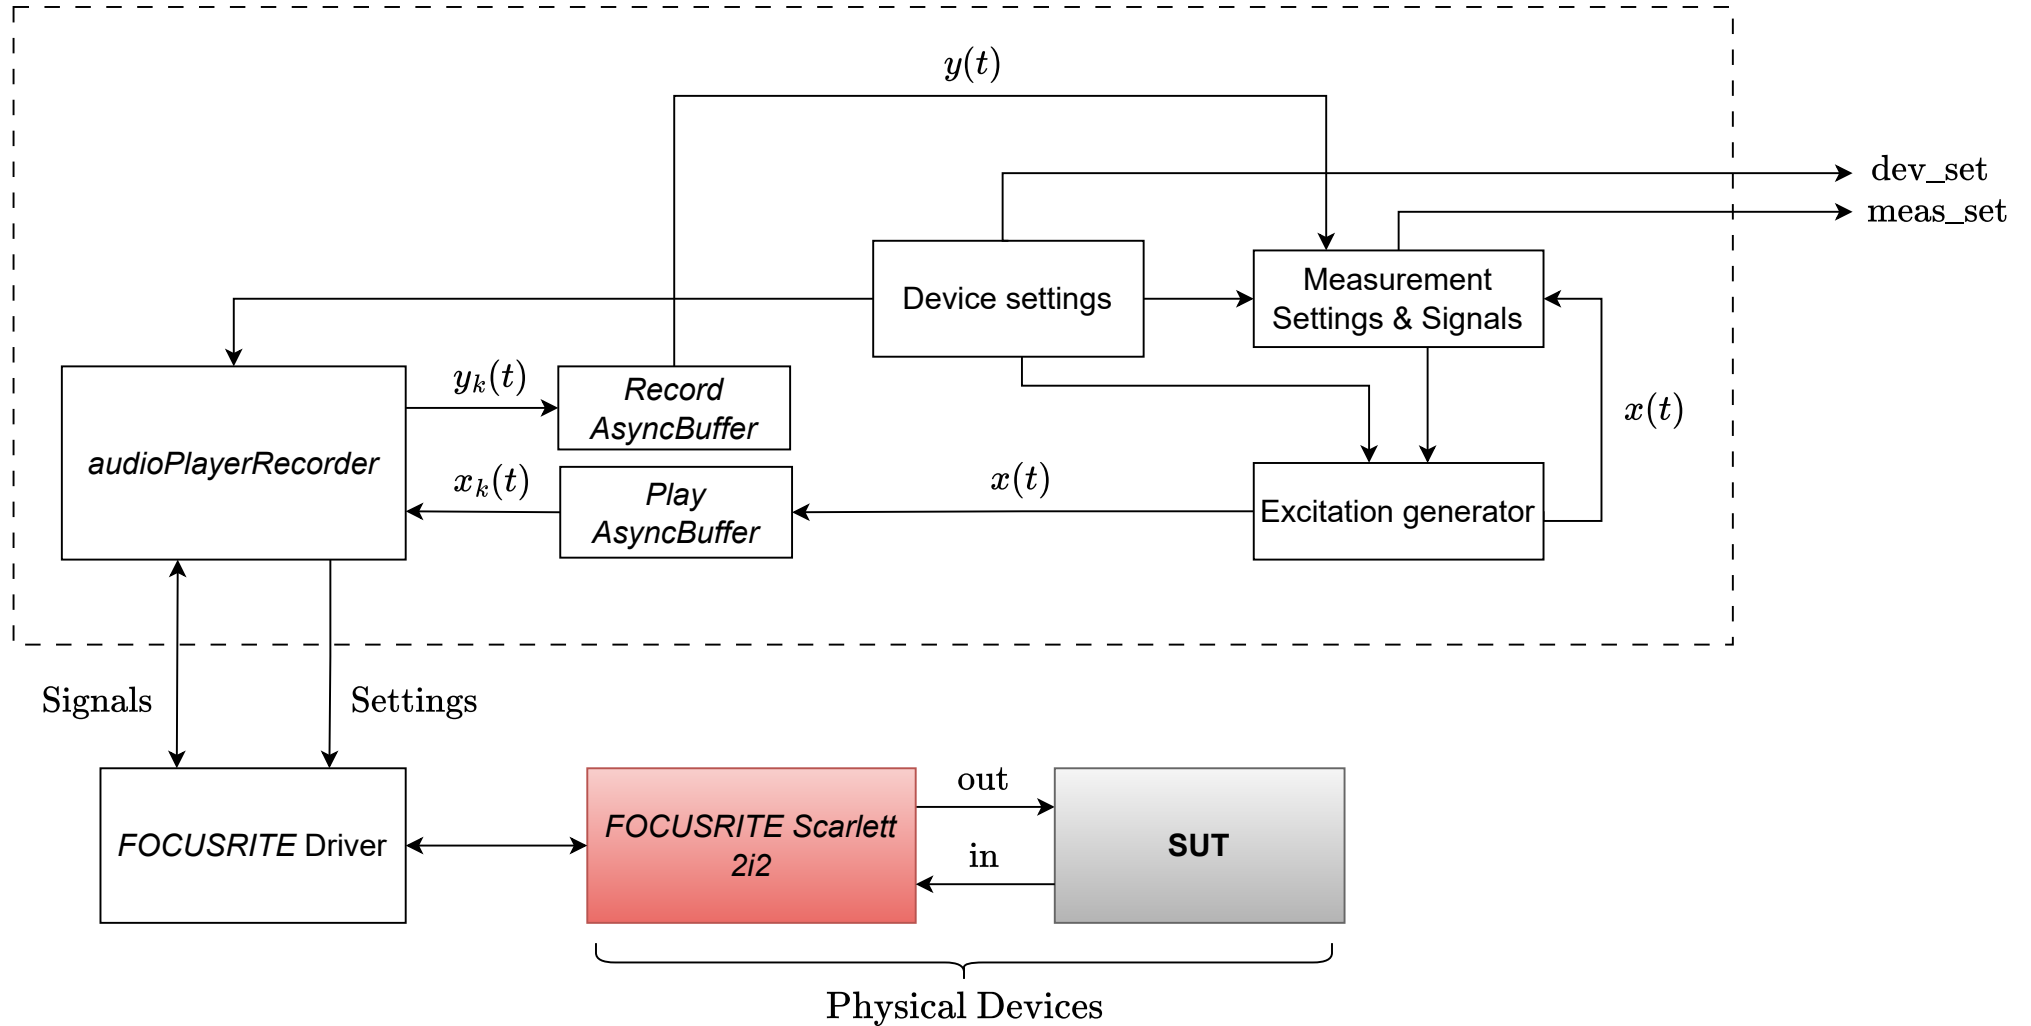 y(t)
dev_set
meas_set
Device settings
Measurement
Settings & Signals
y_k(t)
Record
AsyncBuffer
x(t)
audioPlayerRecorder
x_k(t)
Play
AsyncBuffer
x(t)
Excitation generator
Signals
Settings
FOCUSRITE Driver
FOCUSRITE Scarlett
2i2
out
in
SUT
Physical Devices